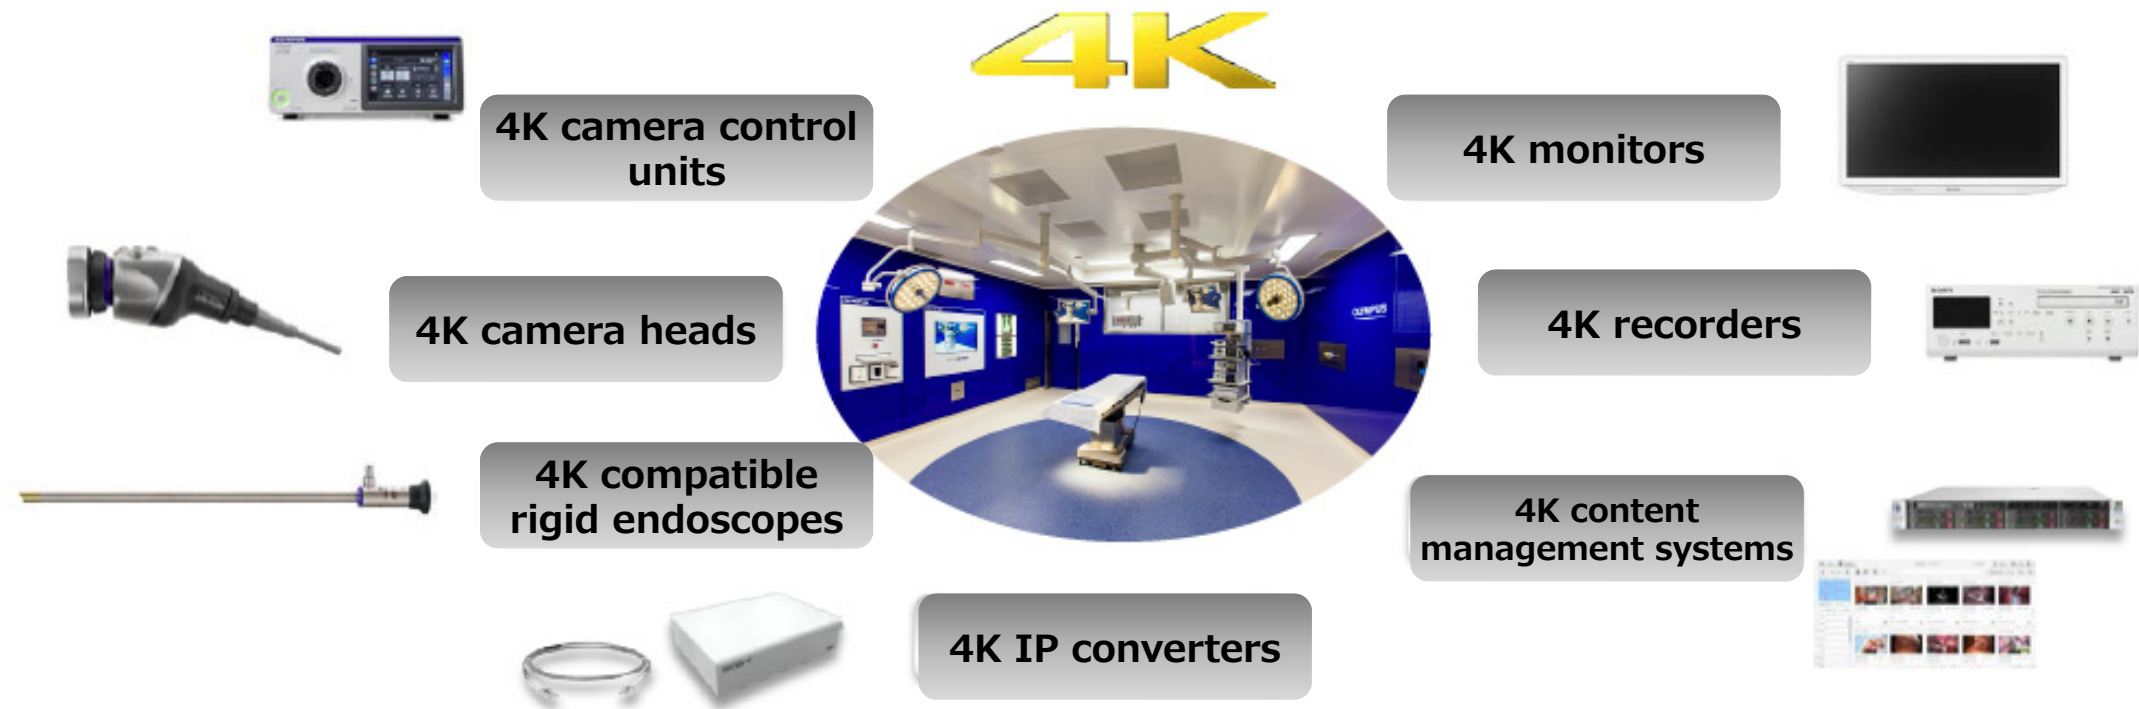 4K
4K camera control
units
4K monitors
4K camera heads
OLYMPUS
4K recorders
4K compatible
rigid endoscopes
4K content
management systems
4K IP converters